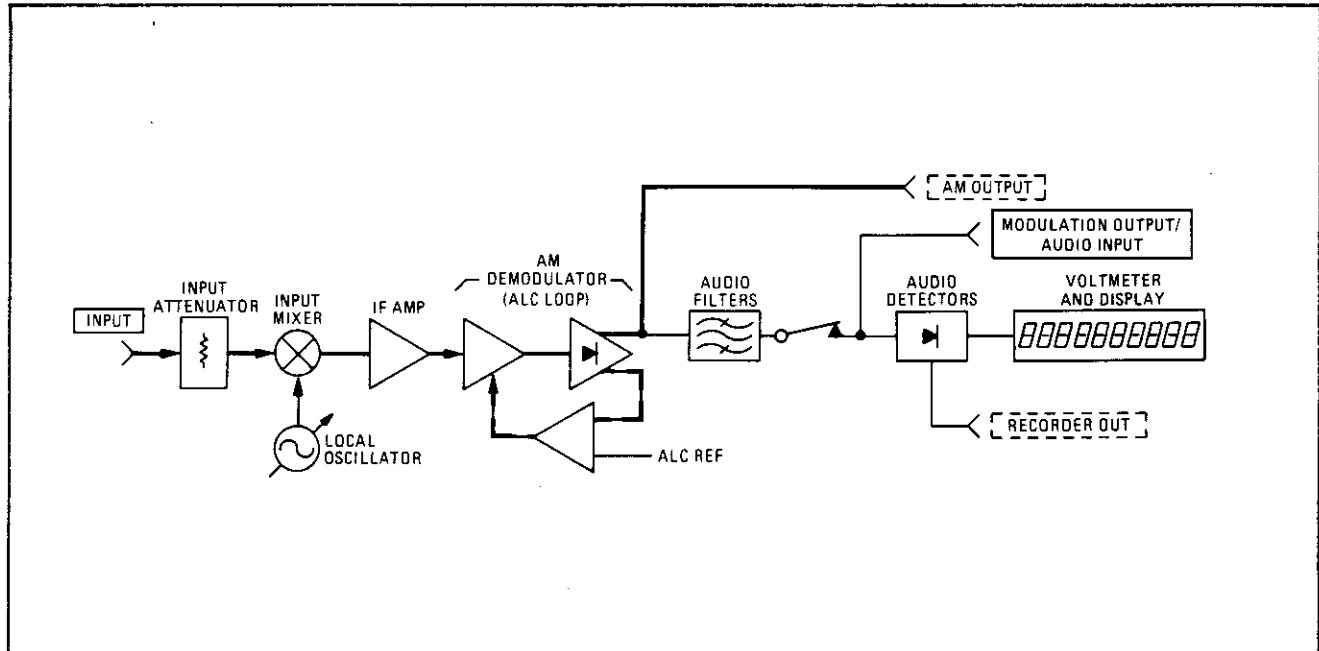 AM OUTPUT
MODULATION OUTPUT/
AUDIO INPUT
AM
DEMODULATOR
(ALC LOOP)
INPUT
ATTENUATOR
INPUT
MIXER
IF AMP
AUDIO
FILTERS
AUDIO
DETECTORS
VOLTMETER
AND DISPLAY
INPUT
8888888888
LOCAL
OSCILLATOR
ALC REF
RECORDER OUT